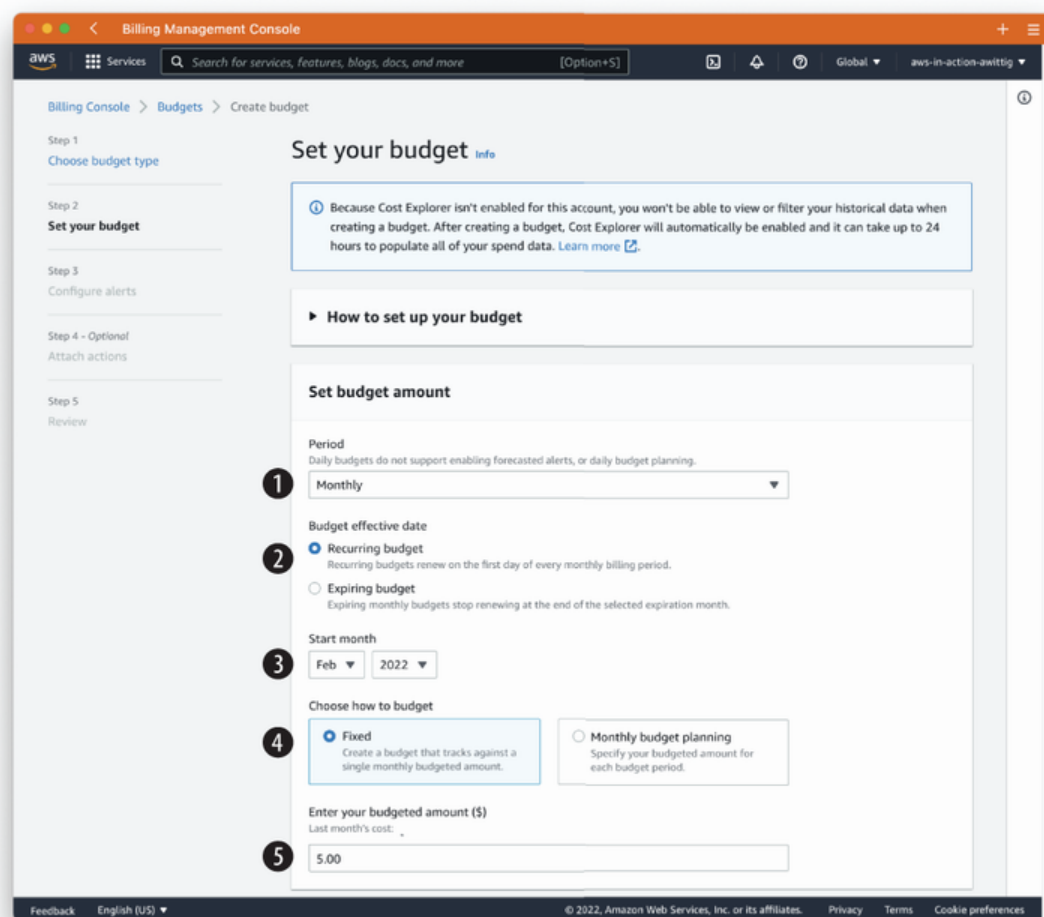 Billing Management Console
aws Services Search for services, features, blogs, docs, and more [Option+S] Global aws-in-action-awittig
Billing Console > Budgets > Create budget
Step 1
Choose budget type
Step 2
Set your budget
Step 3
Configure alerts
Step 4 - Optional
Attach actions
Step 5
Review
Set your budget Info
Because Cost Explorer isn't enabled for this account, you won't be able to view or filter your historical data when
creating a budget. After creating a budget, Cost Explorer will automatically be enabled and it can take up to 24
hours to populate all of your spend data. Learn more.
How to set up your budget
Set budget amount
Period
Daily budgets do not support enabling forecasted alerts, or daily budget planning.
1 Monthly
Budget effective date
2 Recurring budget
Recurring budgets renew on the first day of every monthly billing period.
Expiring budget
Expiring monthly budgets stop renewing at the end of the selected expiration month.
Start month
3 Feb 2022
Choose how to budget
4 Fixed
Create a budget that tracks against a
single monthly budgeted amount.
Monthly budget planning
Specify your budgeted amount for
each budget period.
Enter your budgeted amount ($)
Last month's cost:
5 5.00
Feedback English (US) © 2022, Amazon Web Services, Inc. or its affiliates. Privacy Terms Cookie preferences